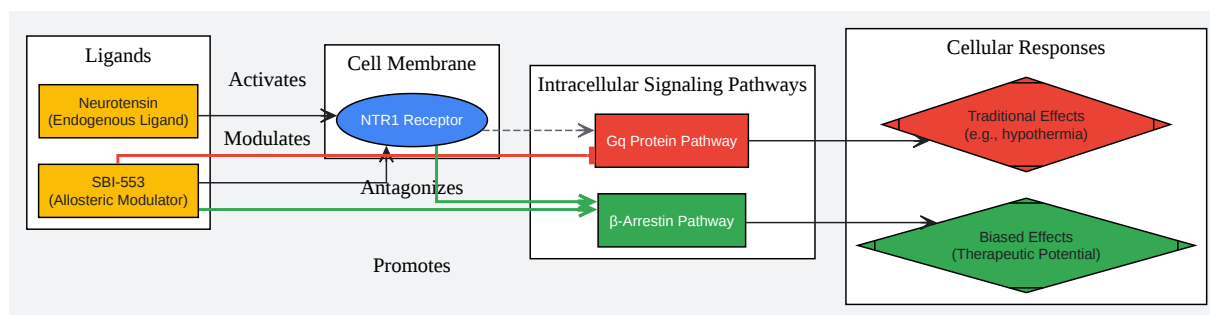 Ligands
Neurotensin
(Endogenous Ligand)
SBI-553
(Allosteric Modulator)
Activates
Modulates
Antagonizes
Promotes
Cell Membrane
NTR1 Receptor
Intracellular Signaling Pathways
Gq Protein Pathway
β-Arrestin Pathway
Cellular Responses
Traditional Effects
(e.g., hypothermia)
Biased Effects
(Therapeutic Potential)